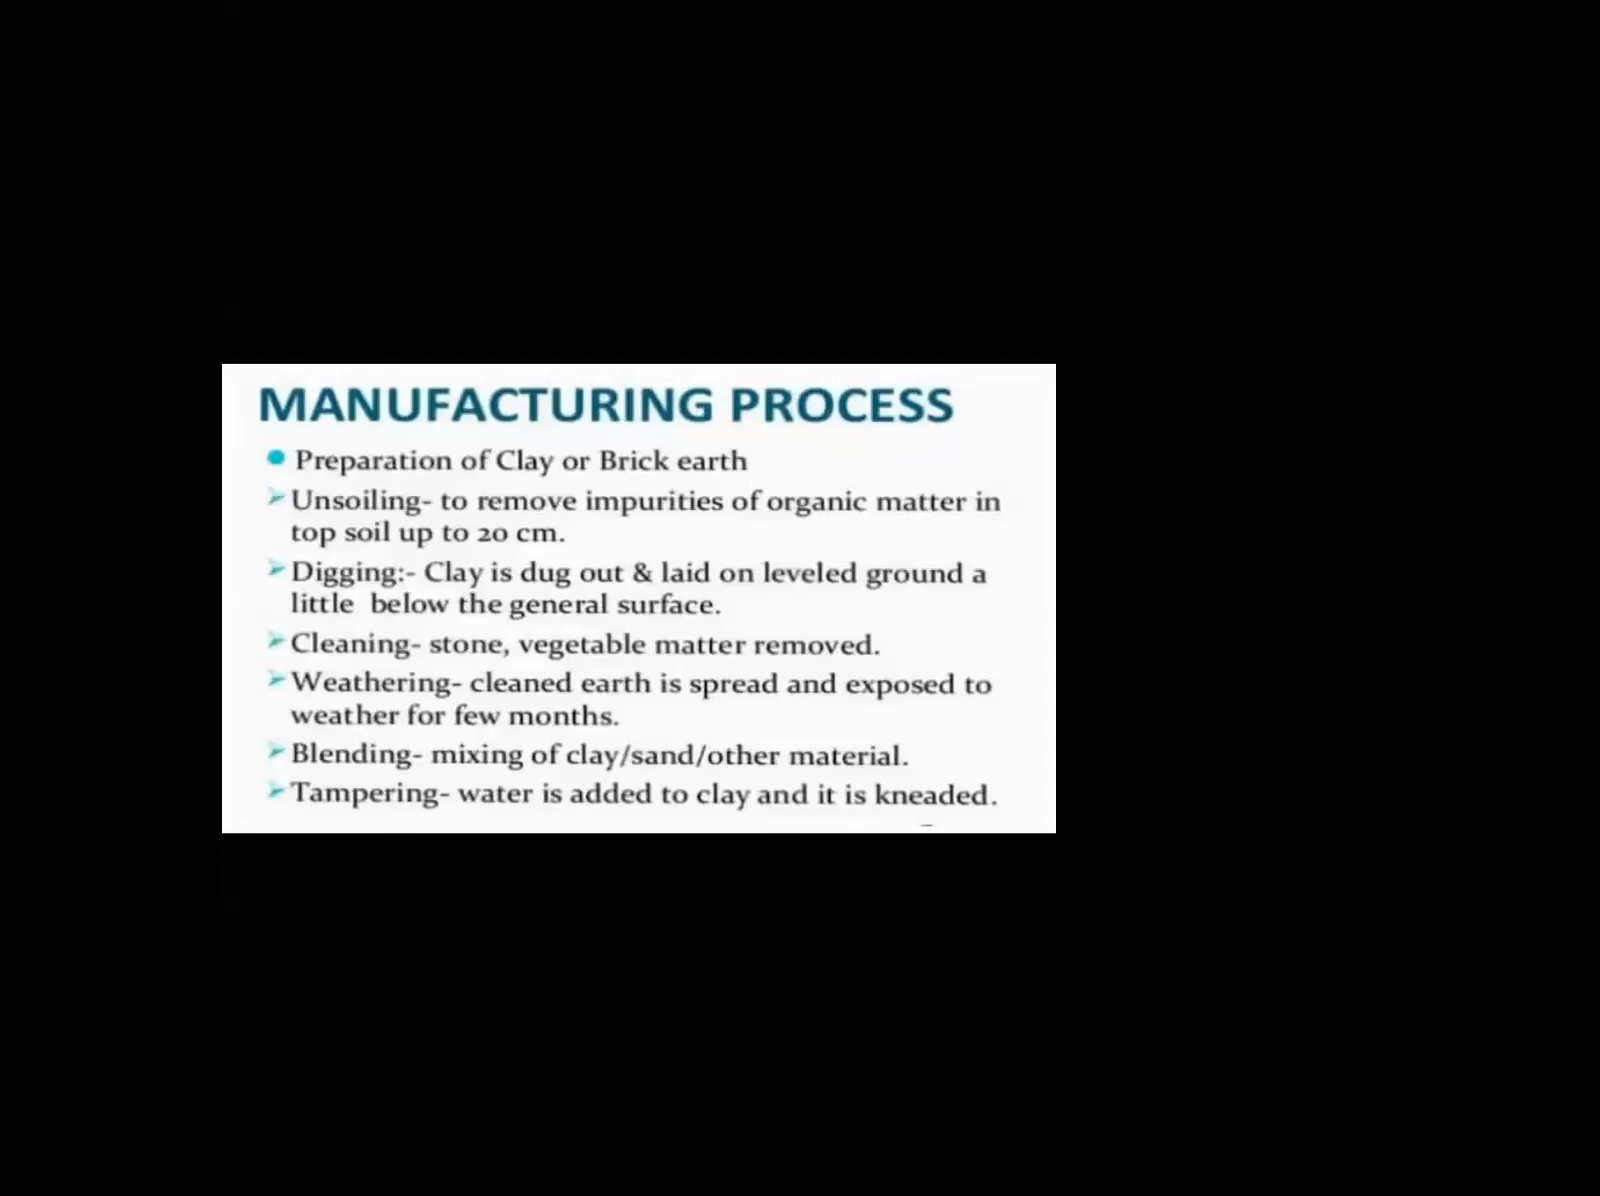 MANUFACTURING PROCESS
Preparation of Clay or Brick earth
Unsoiling- to remove impurities of organic matter in
top soil up to 20 cm.
Digging:- Clay is dug out & laid on leveled ground a
little below the general surface.
Cleaning- stone, vegetable matter removed.
Weathering- cleaned earth is spread and exposed to
weather for few months.
Blending- mixing of clay/sand/other material.
Tampering- water is added to clay and it is kneaded.